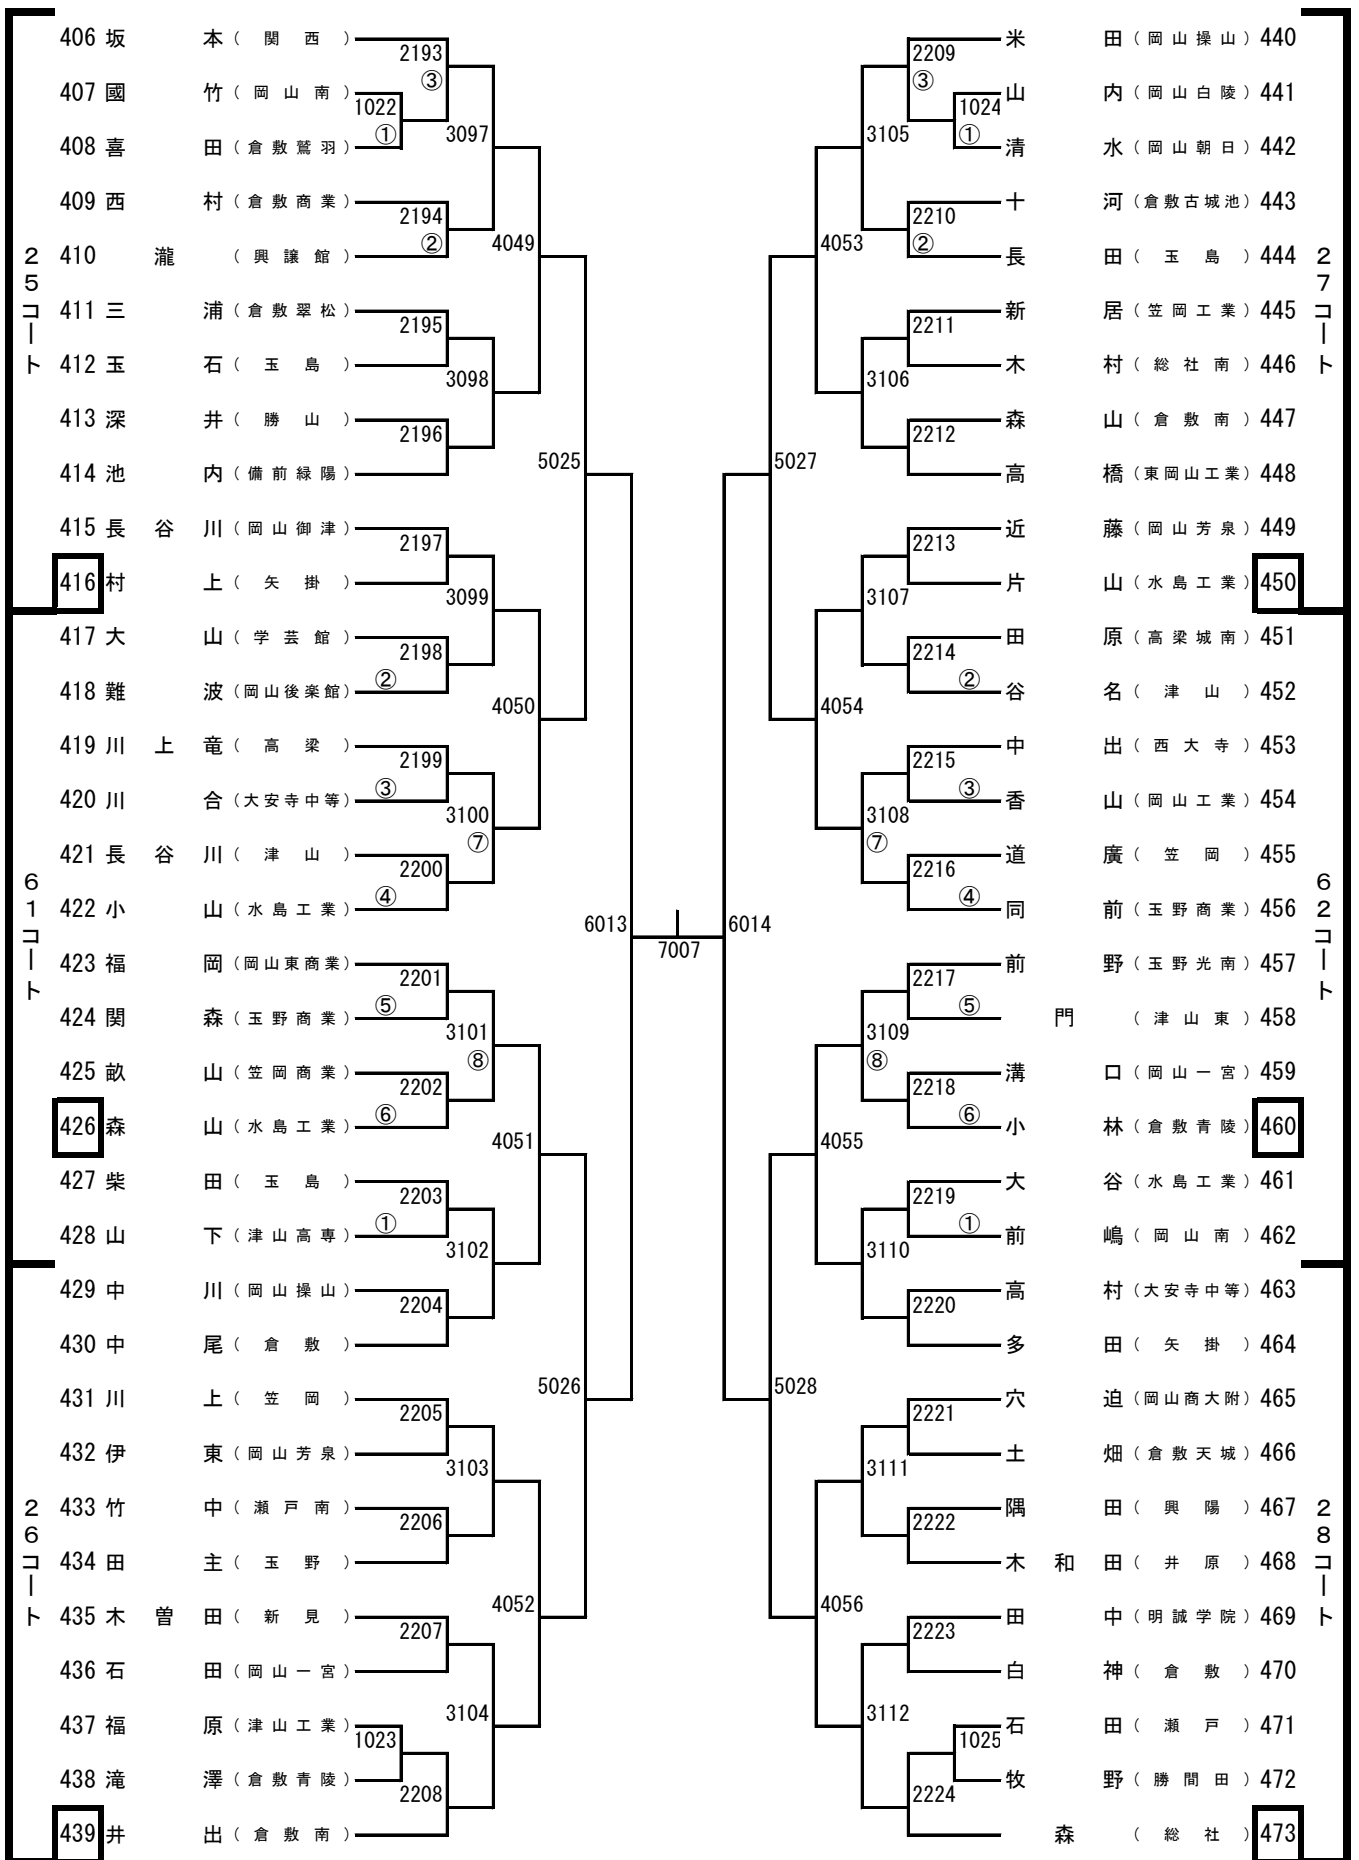 406 坂本（関西）
2193
③
407 國竹（岡山南）
1022
①
3097
408 喜田（倉敷鷲羽）
409 西村（倉敷商業）
2194
②
4049
410 瀧（興譲館）
411 三浦（倉敷翠松）
2195
412 玉石（玉島）
3098
413 深井（勝山）
2196
5025
414 池内（備前緑陽）
415 長谷川（岡山御津）
2197
416 村上（矢掛）
3099
25コート
417 大山（学芸館）
2198
②
418 難波（岡山後楽館）
4050
419 川上竜（高梁）
2199
③
420 川合（大安寺中等）
3100
⑦
421 長谷川（津山）
2200
④
422 小山（水島工業）
6013
423 福岡（岡山東商業）
2201
⑤
424 関森（玉野商業）
3101
⑧
425 畝山（笠岡商業）
2202
⑥
426 森山（水島工業）
4051
427 柴田（玉島）
2203
①
428 山下（津山高専）
3102
61コート
429 中川（岡山操山）
2204
430 中尾（倉敷）
5026
431 川上（笠岡）
2205
432 伊東（岡山芳泉）
3103
433 竹中（瀬戸南）
2206
434 田主（玉野）
4052
435 木曽田（新見）
2207
436 石田（岡山一宮）
3104
437 福原（津山工業）
1023
438 滝澤（倉敷青陵）
2208
439 井出（倉敷南）
26コート
7007
米田（岡山操山）440
2209
③
山内（岡山白陵）441
1024
①
3105
清水（岡山朝日）442
十河（倉敷古城池）443
2210
②
4053
長田（玉島）444
新居（笠岡工業）445
2211
木村（総社南）446
3106
森山（倉敷南）447
2212
5027
高橋（東岡山工業）448
近藤（岡山芳泉）449
2213
片山（水島工業）450
3107
27コート
田原（高梁城南）451
2214
②
谷名（津山）452
4054
中出（西大寺）453
2215
③
香山（岡山工業）454
3108
⑦
道廣（笠岡）455
2216
④
同前（玉野商業）456
6014
前野（玉野光南）457
2217
⑤
門（津山東）458
3109
⑧
溝口（岡山一宮）459
2218
⑥
小林（倉敷青陵）460
4055
大谷（水島工業）461
2219
①
前嶋（岡山南）462
3110
62コート
高村（大安寺中等）463
2220
多田（矢掛）464
5028
穴迫（岡山商大附）465
2221
土畑（倉敷天城）466
3111
隅田（興陽）467
2222
木和田（井原）468
4056
田中（明誠学院）469
2223
白神（倉敷）470
3112
石田（瀬戸）471
1025
牧野（勝間田）472
2224
森（総社）473
28コート